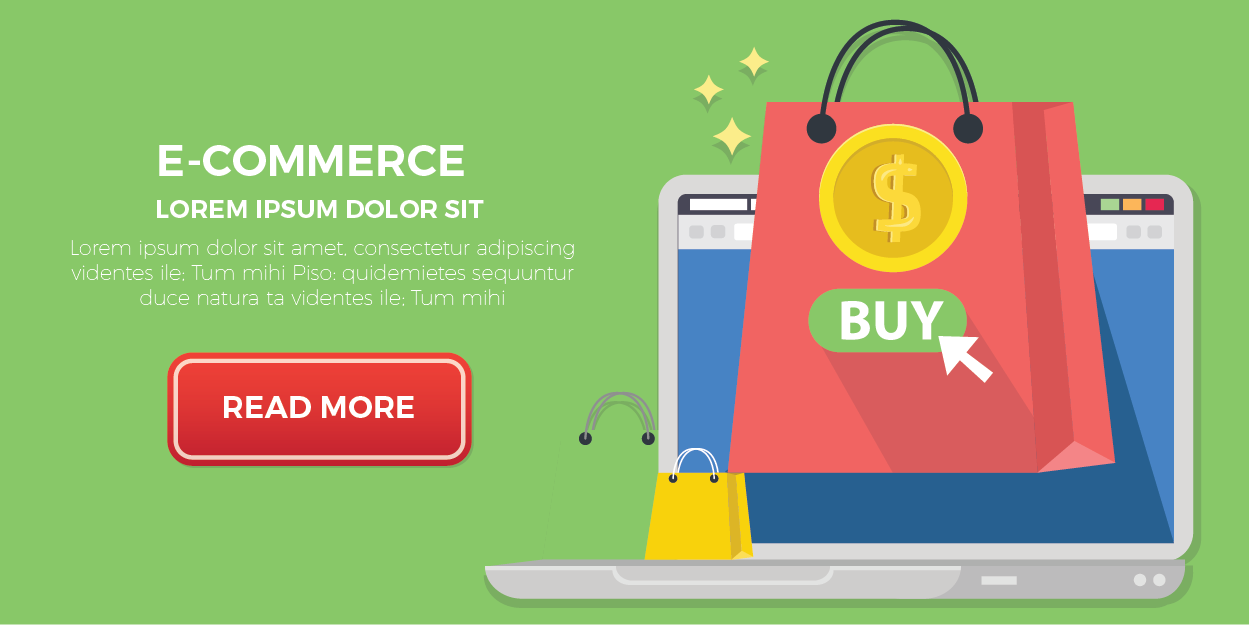 E-COMMERCE
LOREM IPSUM DOLOR SIT
Lorem ipsum dolor sit amet, consectetur adipiscing
videntes ile; Tum mihi Piso: quidemietes sequuntur
duce natura ta videntes ile; Tum mihi
READ MORE
$
BUY